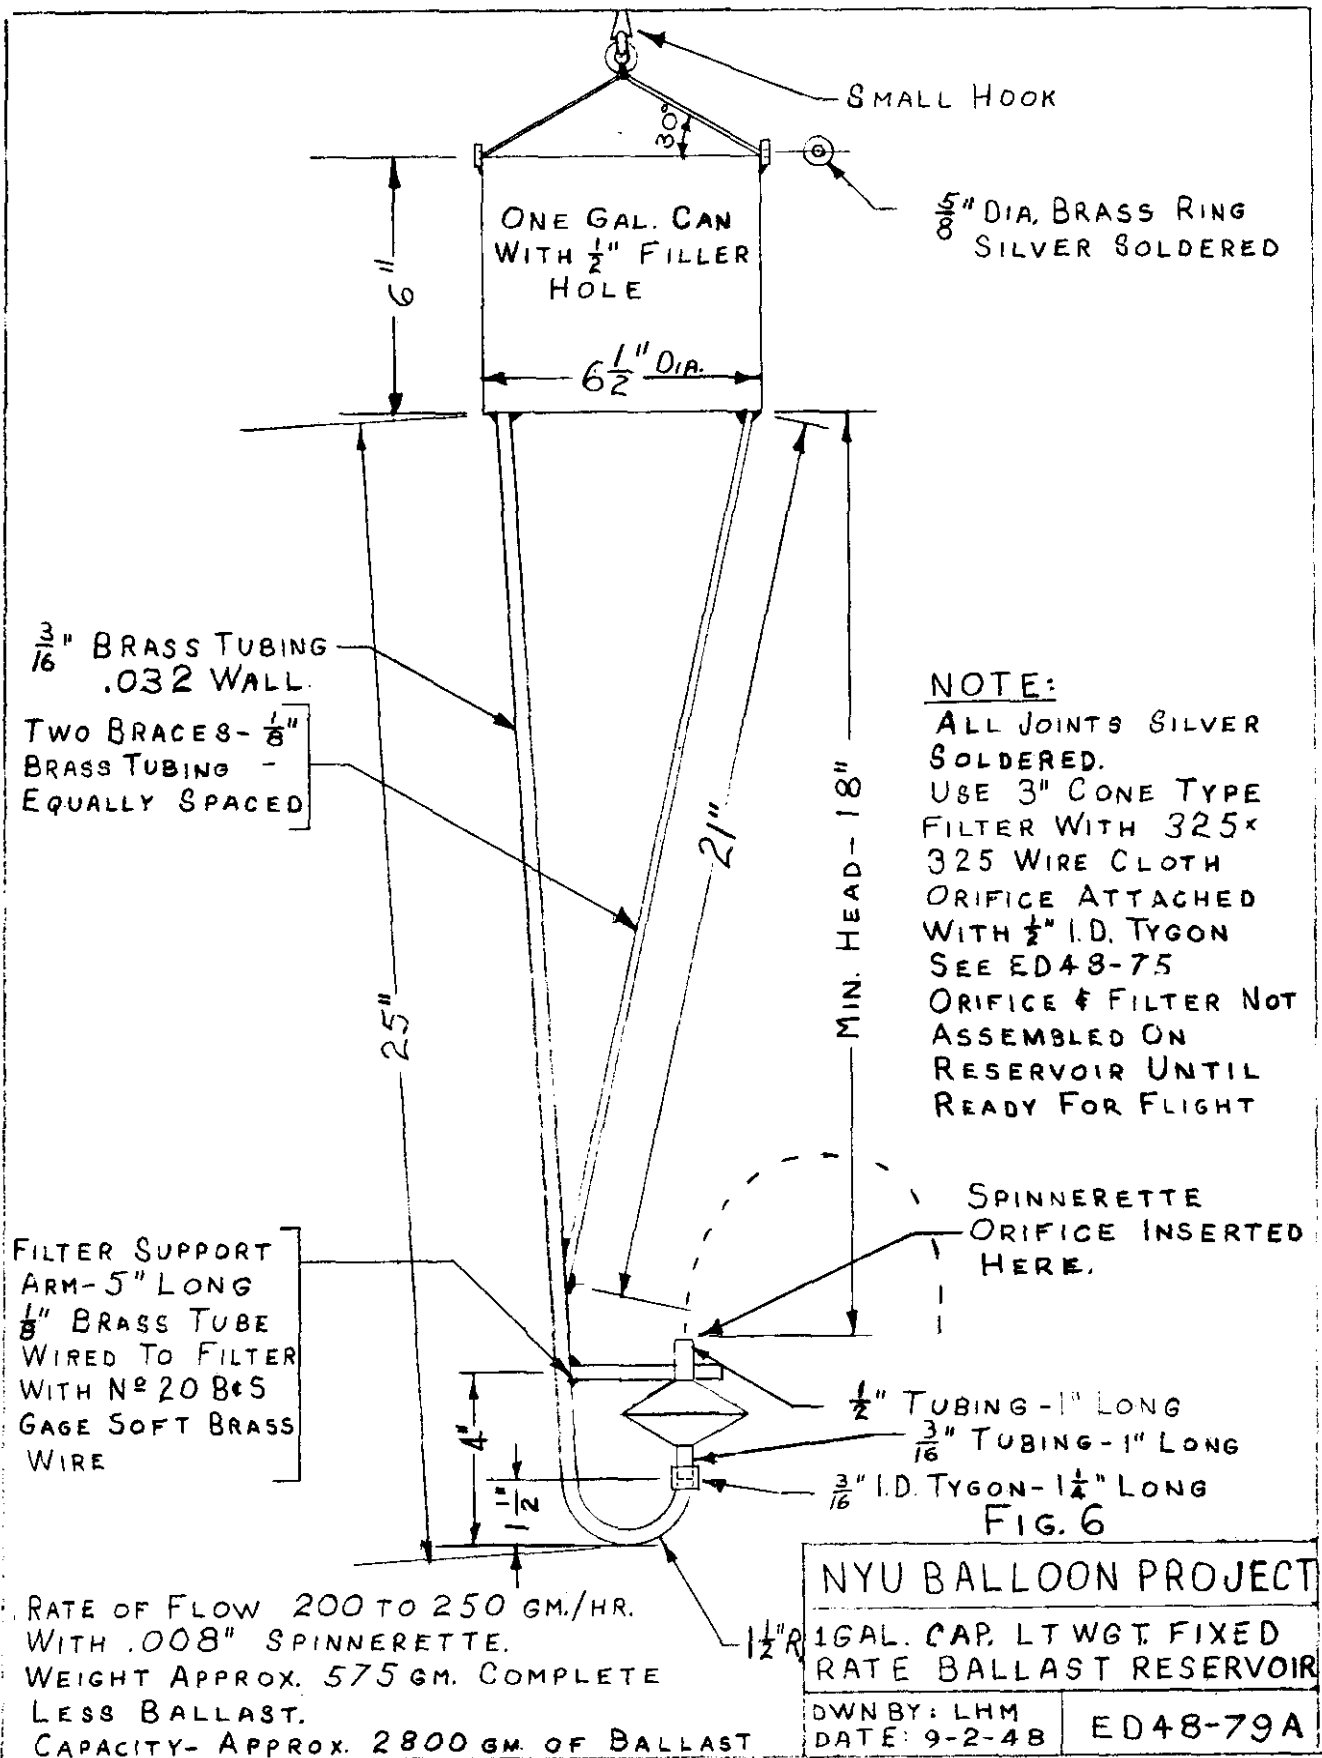 SMALL HOOK
30°
5/8" DIA. BRASS RING
SILVER SOLDERED
ONE GAL. CAN
WITH 1/2" FILLER
HOLE
6"
6 1/2" DIA.
3/16" BRASS TUBING
.032 WALL.
TWO BRACES- 1/8"
BRASS TUBING -
EQUALLY SPACED
25"
21"
MIN. HEAD-18"
NOTE:
ALL JOINTS SILVER
SOLDERED.
USE 3" CONE TYPE
FILTER WITH 325×
325 WIRE CLOTH
ORIFICE ATTACHED
WITH 1/2" I.D. TYGON
SEE ED48-75
ORIFICE & FILTER NOT
ASSEMBLED ON
RESERVOIR UNTIL
READY FOR FLIGHT
SPINNERETTE
ORIFICE INSERTED
HERE.
FILTER SUPPORT
ARM-5" LONG
1/8" BRASS TUBE
WIRED TO FILTER
WITH Nº 20 B&S
GAGE SOFT BRASS
WIRE
4"
1 1/2"
1/2" TUBING-1" LONG
3/16" TUBING-1" LONG
3/16" I.D. TYGON-1 1/4" LONG
FIG. 6
1 1/2" R
RATE OF FLOW 200 TO 250 GM./HR.
WITH .008" SPINNERETTE.
WEIGHT APPROX. 575 GM. COMPLETE
LESS BALLAST.
CAPACITY- APPROX. 2800 GM. OF BALLAST
NYU BALLOON PROJECT
1GAL. CAP. LT WGT. FIXED
RATE BALLAST RESERVOIR
DWN BY: LHM
DATE: 9-2-48
ED48-79A